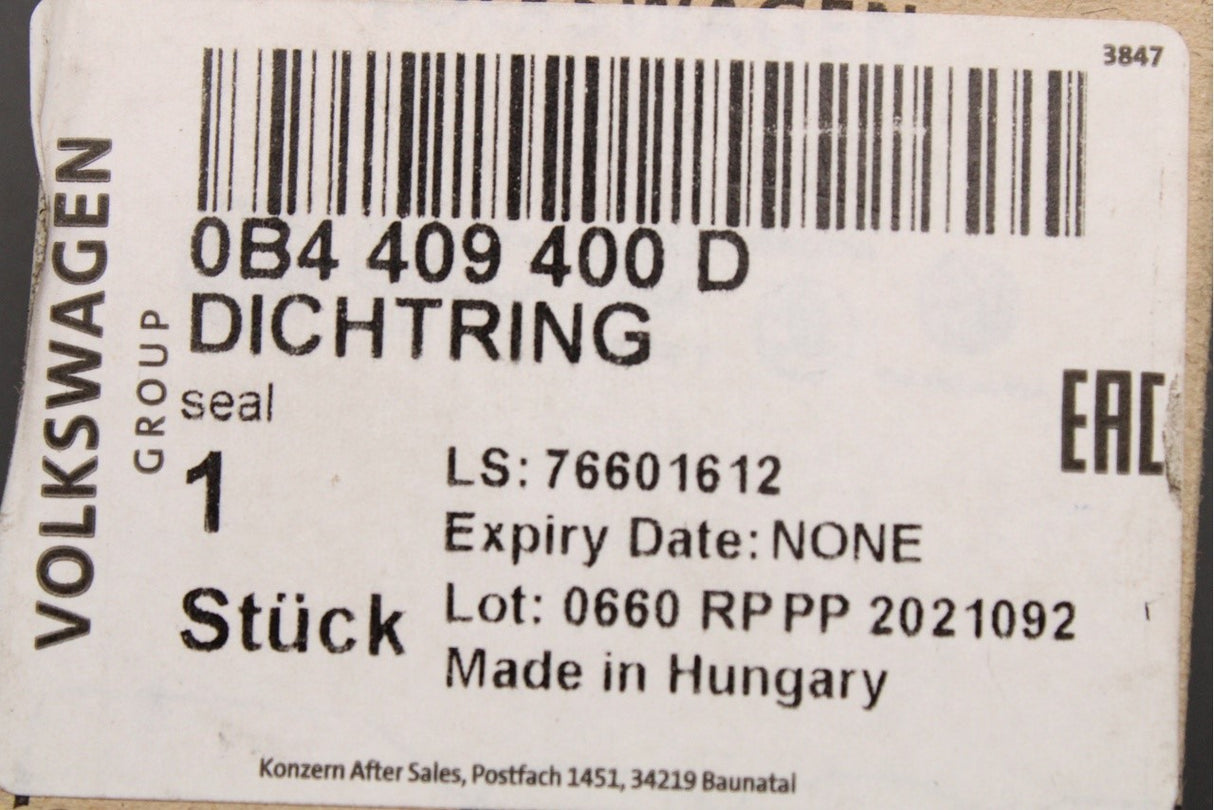 3847
VOLKSWAGEN
GROUP
0B4 409 400 D
DICHTRING
seal
1
Stück
LS: 76601612
Expiry Date: NONE
Lot: 0660 RPPP 2021092
Made in Hungary
EAC
Konzern After Sales, Postfach 1451, 34219 Baunatal